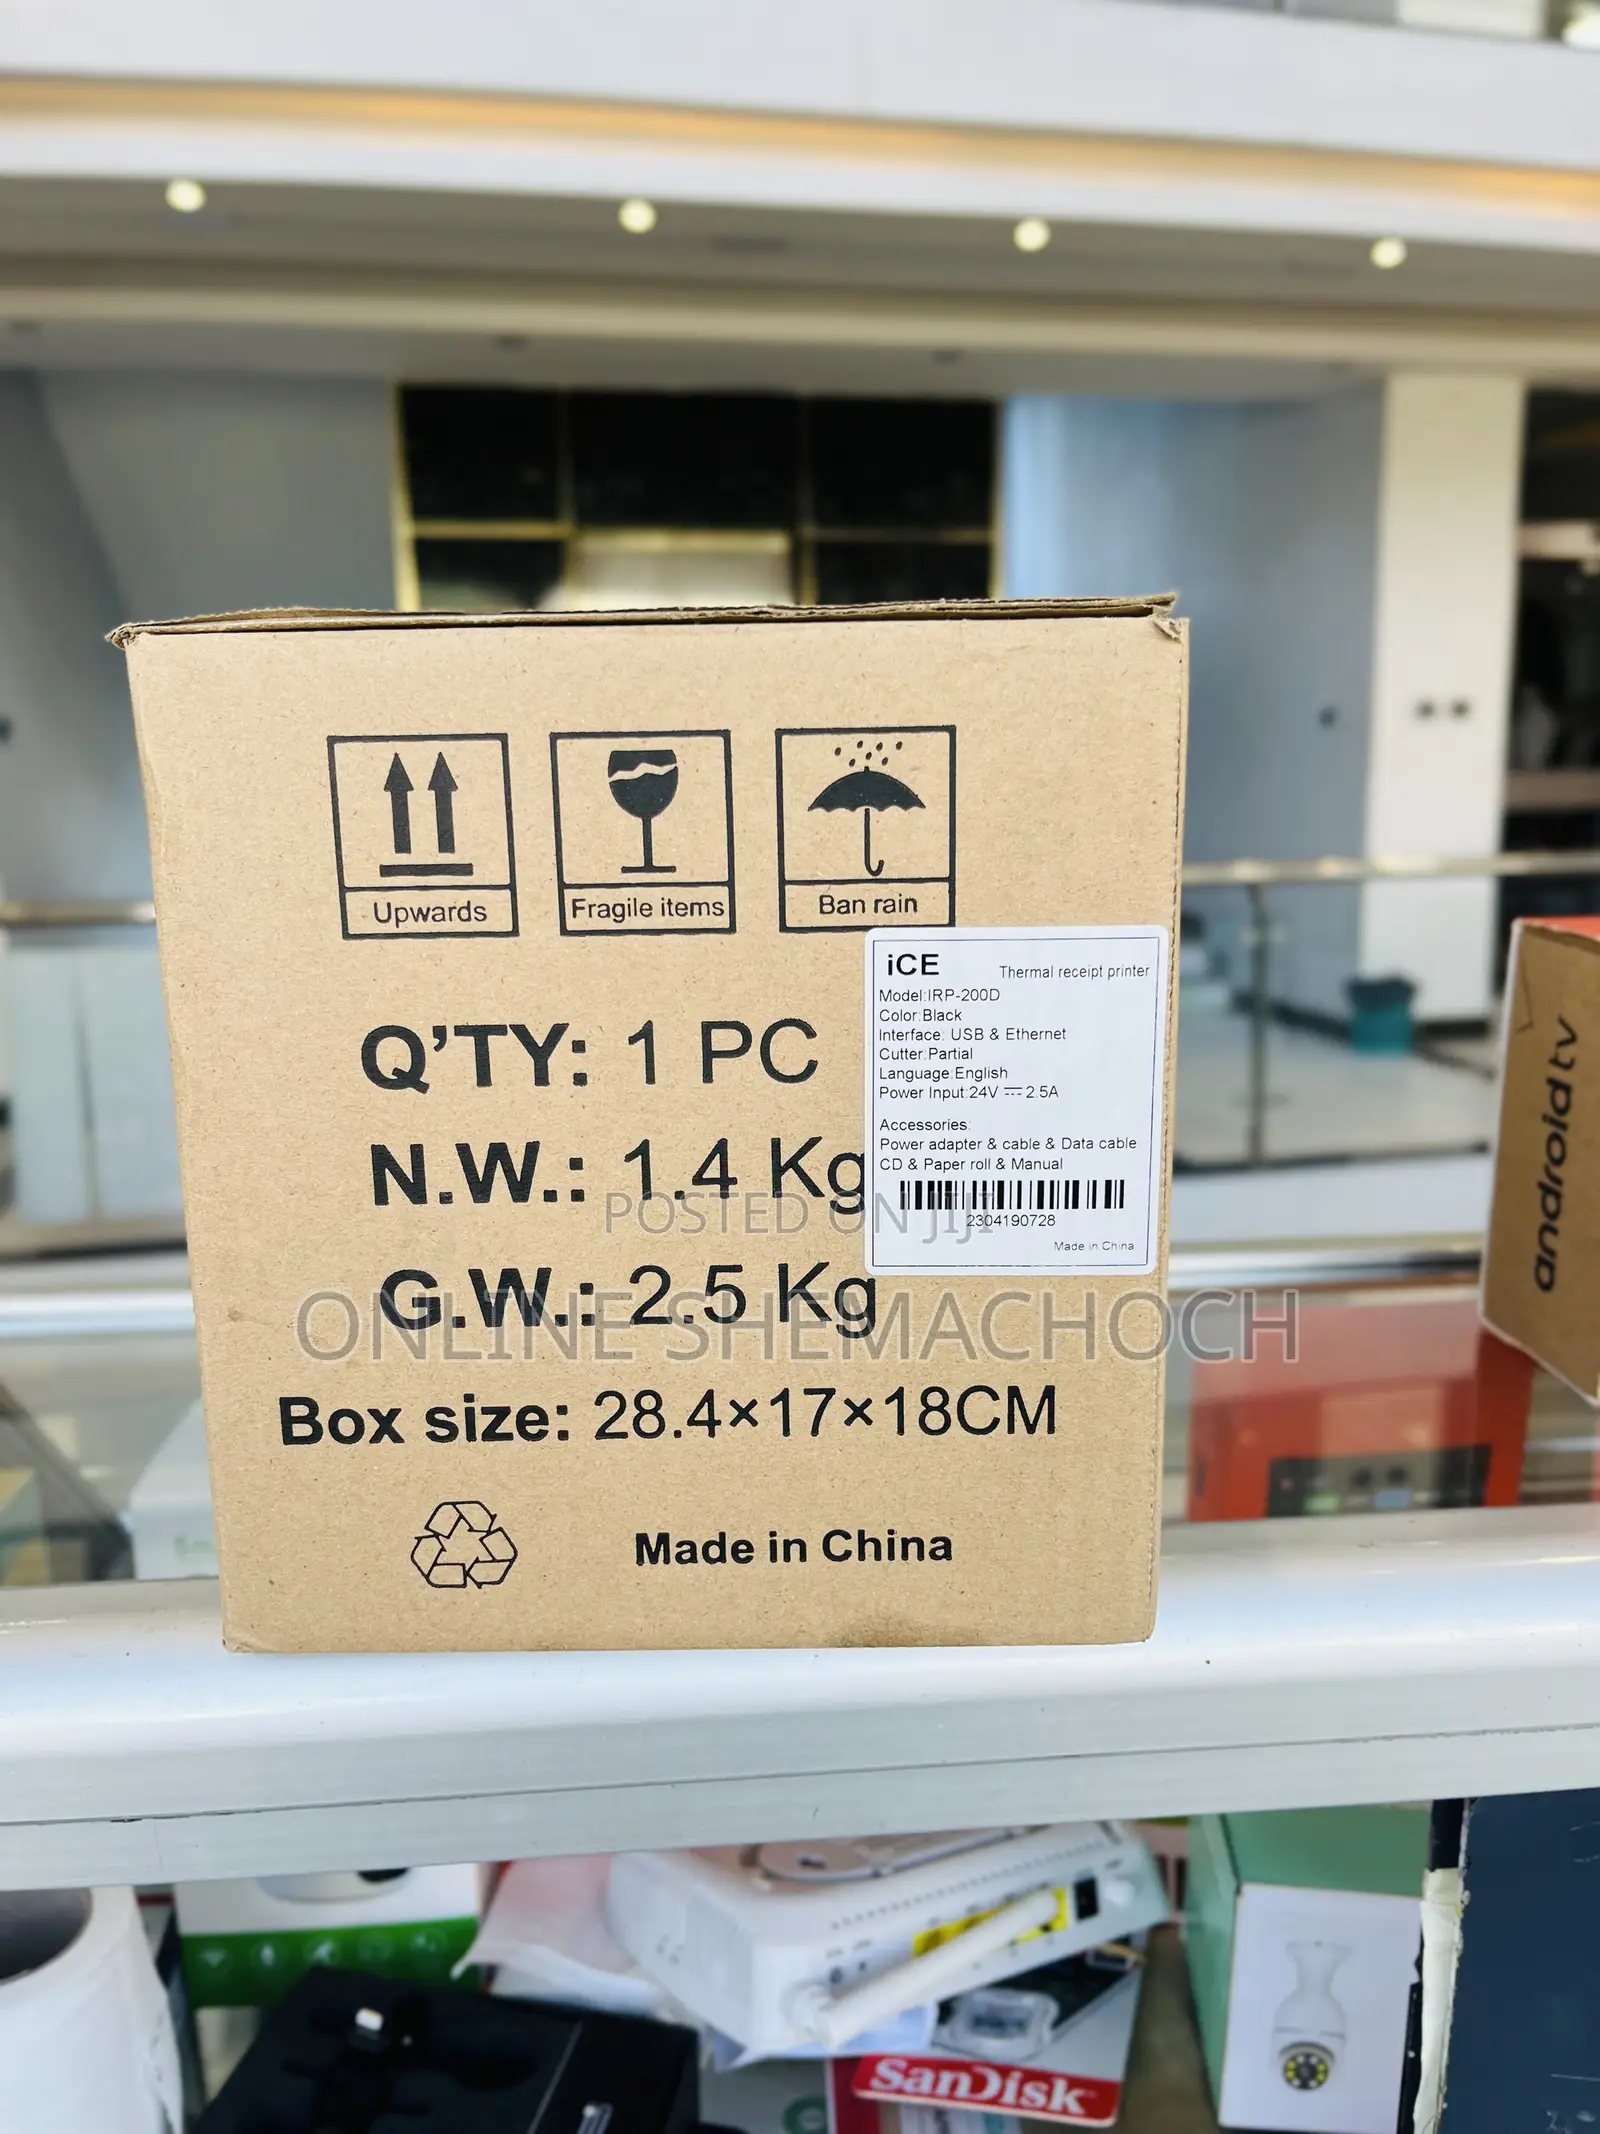 Upwards
Fragile items
Ban rain
iCE
Thermal receipt printer
Model:IRP-200D
Color:Black
Interface: USB & Ethernet
Cutter:Partial
Language:English
Power Input:24V ⎓ 2.5A
Accessories:
Power adapter & cable & Data cable
CD & Paper roll & Manual
2304190728
Made in China
Q'TY: 1 PC
N.W.: 1.4 Kg
G.W.: 2.5 Kg
Box size: 28.4×17×18CM
Made in China
POSTED ON JIJI
ONLINE SHEMACHOCH
androidtv
SanDisk